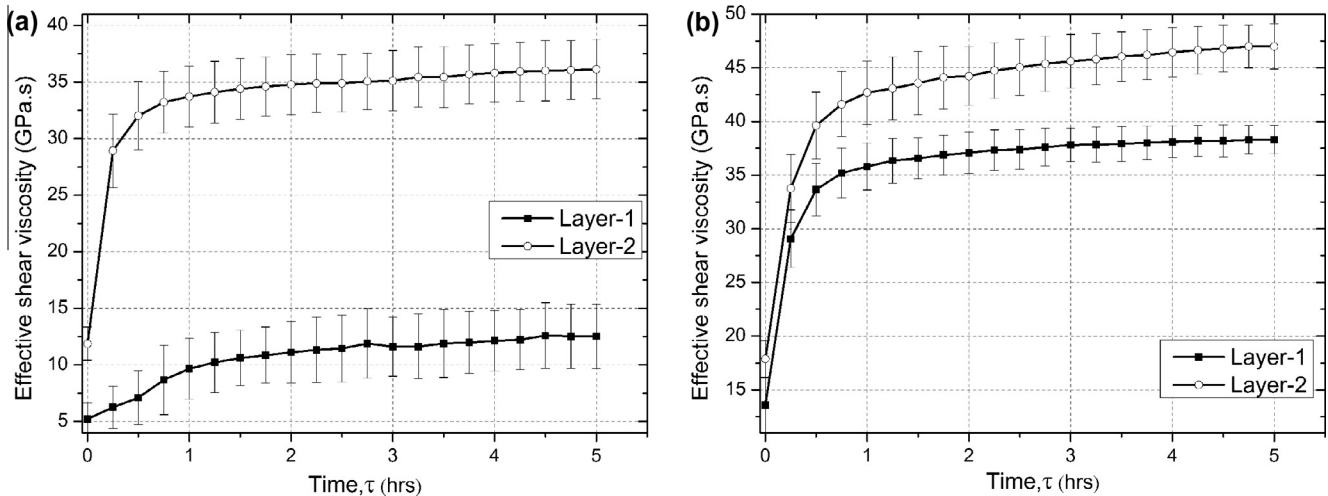 (a)
40
35
30
25
20
15
10
5
0 1 2 3 4 5
Effective shear viscosity (GPa.s)
Time,τ (hrs)
Layer-1
Layer-2
(b)
50
45
40
35
30
25
20
15
0 1 2 3 4 5
Effective shear viscosity (GPa.s)
Time,τ (hrs)
Layer-1
Layer-2